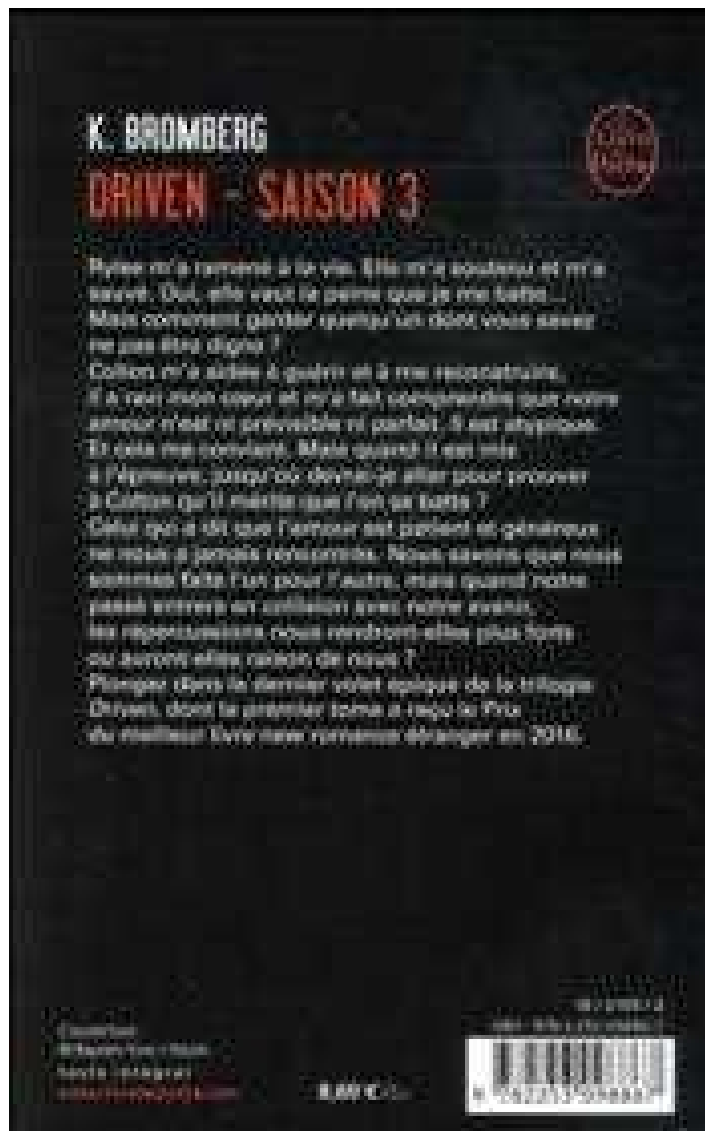 K. BROMBERG
DRIVEN - SAISON 3
Rylee m'a ramené à la vie. Elle m'a soutenu et m'a
sauvé. Oui, elle vaut la peine que je me batte...
Mais comment garder quelqu'un dont vous savez
ne pas être digne ?
Colton m'a aidée à guérir et à me reconstruire.
Il a ravi mon cœur et m'a fait comprendre que notre
amour n'est ni prévisible ni parfait. Il est atypique.
Et cela me convient. Mais quand il est mis
à l'épreuve, jusqu'où devrai-je aller pour prouver
à Colton qu'il mérite que l'on se batte ?
Celui qui a dit que l'amour est patient et généreux
ne nous a jamais rencontrés. Nous savons que nous
sommes faits l'un pour l'autre, mais quand notre
passé entrera en collision avec notre avenir,
les répercussions nous rendront-elles plus forts
ou auront-elles raison de nous ?
Plongez dans le dernier volet épique de la trilogie
Driven, dont le premier tome a reçu le Prix
du meilleur livre new romance étranger en 2016.
Couverture
texte intégral